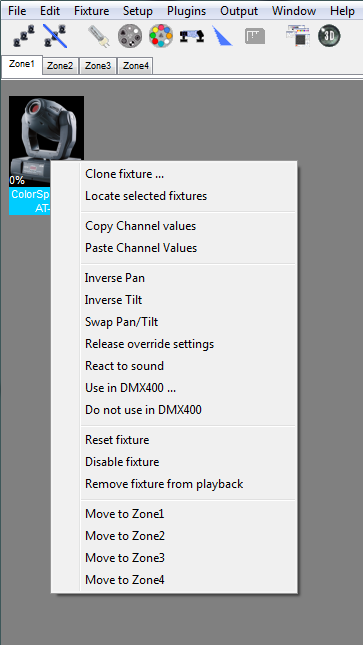 File Edit Fixture Setup Plugins Output Window Help
3D
Zone1 Zone2 Zone3 Zone4
0%
ColorSp
AT-
Clone fixture ...
Locate selected fixtures
Copy Channel values
Paste Channel Values
Inverse Pan
Inverse Tilt
Swap Pan/Tilt
Release override settings
React to sound
Use in DMX400 ...
Do not use in DMX400
Reset fixture
Disable fixture
Remove fixture from playback
Move to Zone1
Move to Zone2
Move to Zone3
Move to Zone4